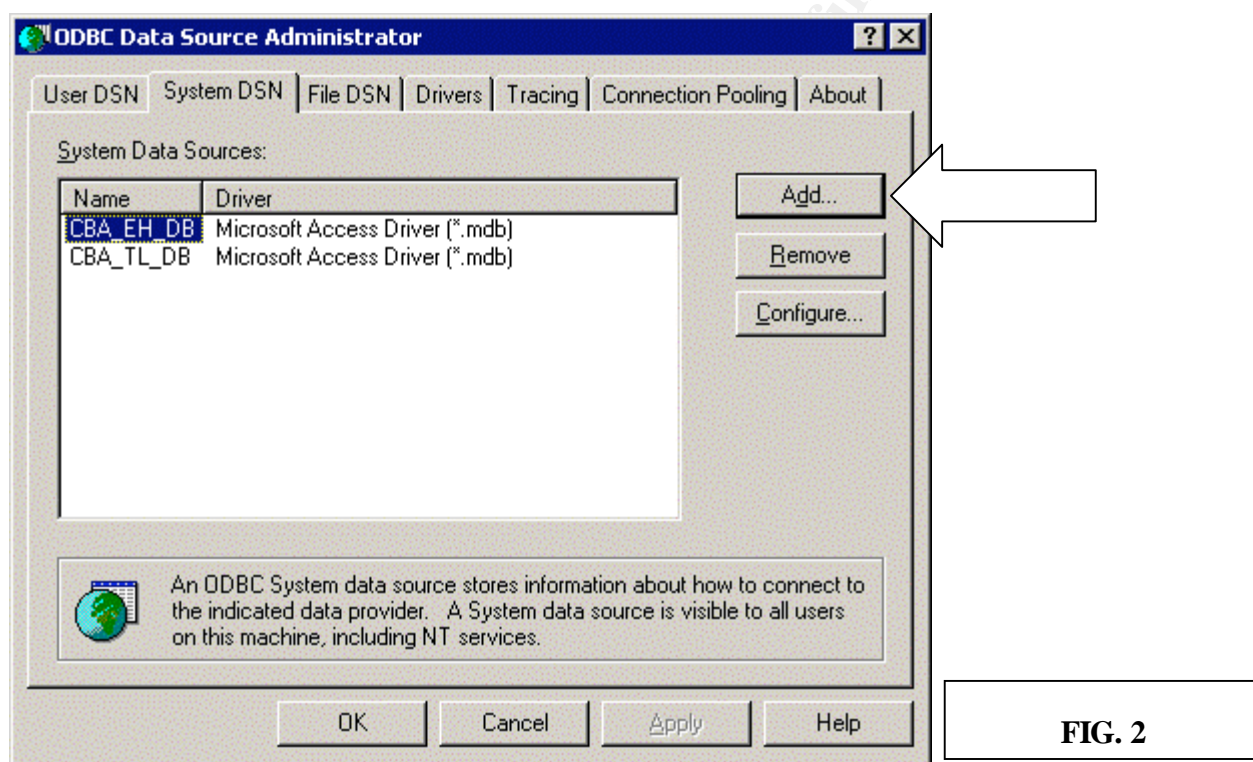 ODBC Data Source Administrator
User DSN System DSN File DSN Drivers Tracing Connection Pooling About
System Data Sources:
Name Driver
CBA_EH_DB Microsoft Access Driver (*.mdb)
CBA_TL_DB Microsoft Access Driver (*.mdb)
Add...
Remove
Configure...
An ODBC System data source stores information about how to connect to
the indicated data provider. A System data source is visible to all users
on this machine, including NT services.
OK Cancel Apply Help
FIG. 2